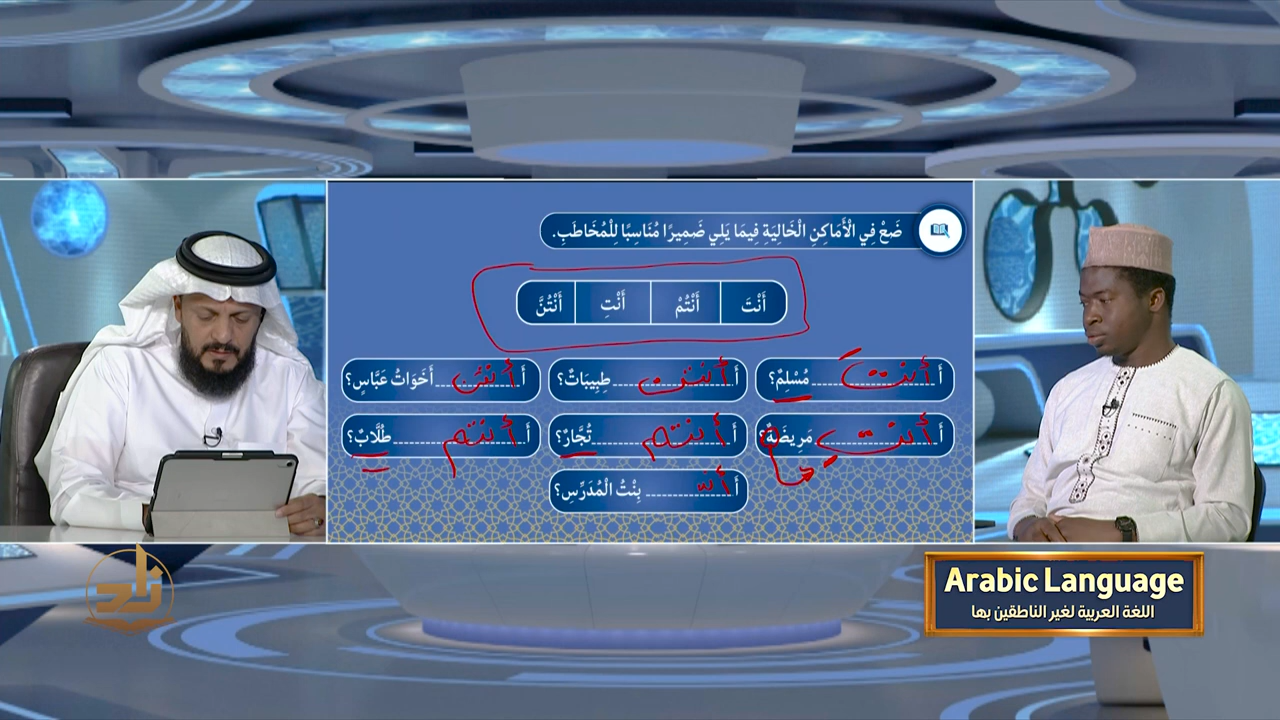 ضَعْ فِي الْأَمَاكِنِ الْخَالِيَةِ فِيمَا يَلِي ضَمِيرًا مُنَاسِبًا لِلْمُخَاطَبِ.
أَنْتَ أَنْتُمْ أَنْتِ أَنْتُنَّ
أَ أنتَ مُسْلِمٌ؟
أَ أنتن طَبِيبَاتٌ؟
أَ أنتن أَخَوَاتُ عَبَّاسٍ؟
أَ أنتِ مَرِيضَةٌ؟
أَ أنتم تُجَّارٌ؟
أَ أنتم طُلَّابٌ؟
أَ بِنْتُ الْمُدَرِّسِ؟
زاد
Arabic Language
اللغة العربية لغير الناطقين بها